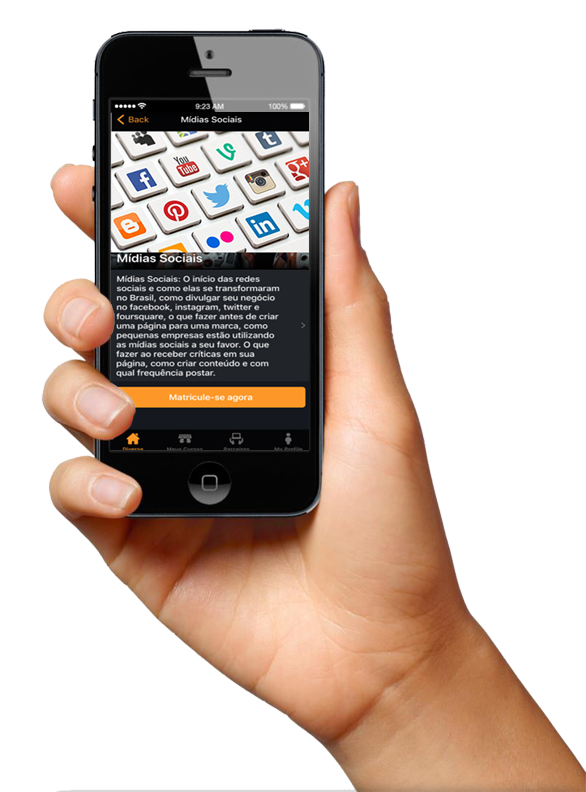 9:23 AM
100%
Back
Mídias Sociais
You
Tube
Mídias Sociais
Mídias Sociais: O início das redes
sociais e como elas se transformaram
no Brasil, como divulgar seu negócio
no facebook, instagram, twitter e
foursquare, o que fazer antes de criar
uma página para uma marca, como
pequenas empresas estão utilizando
as mídias sociais a seu favor. O que
fazer ao receber críticas em sua
página, como criar conteúdo e com
qual frequência postar.
Matricule-se agora
My Profile